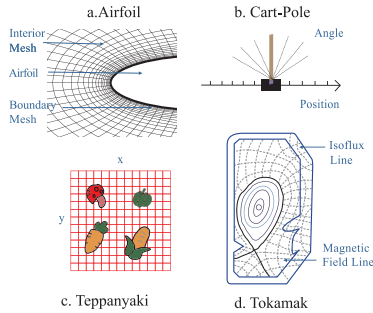 a.Airfoil
Interior
Mesh
Airfoil
Boundary
Mesh
b. Cart-Pole
Angle
Position
x
y
c. Teppanyaki
Isoflux
Line
Magnetic
Field Line
d. Tokamak